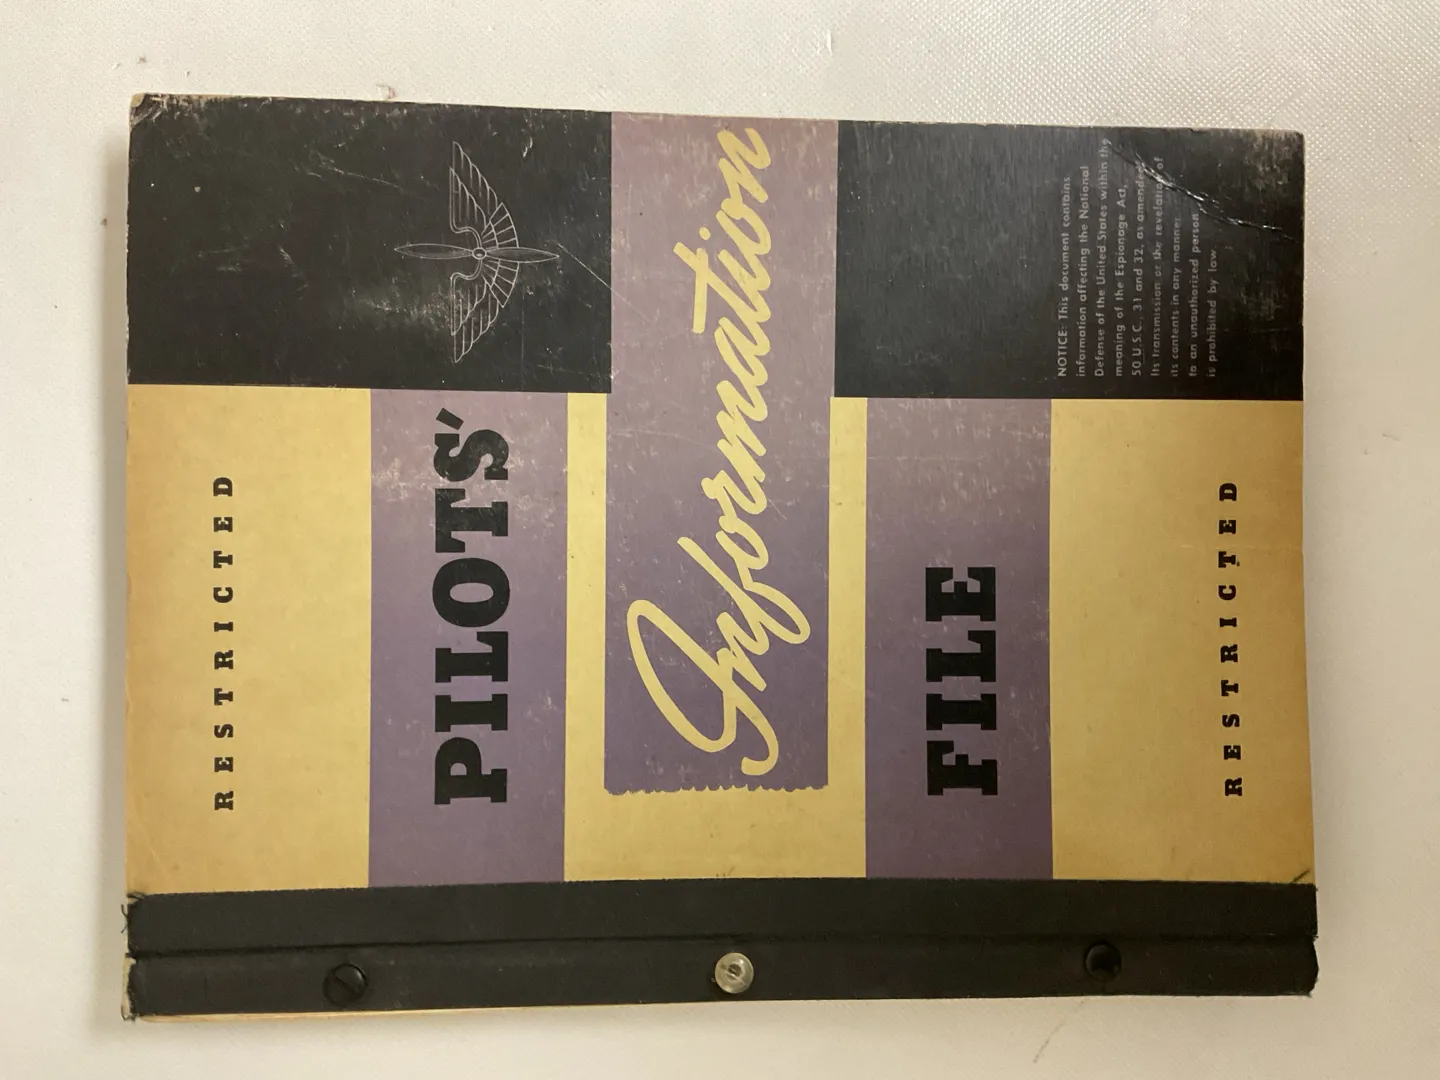 RESTRICTED
PILOTS'
Information
FILE
NOTICE: This document contains
information affecting the National
Defense of the United States within the
meaning of the Espionage Act,
50 U.S.C., 31 and 32, as amended.
Its transmission or the revelation of
its contents in any manner
to an unauthorized person
is prohibited by law
RESTRICTED